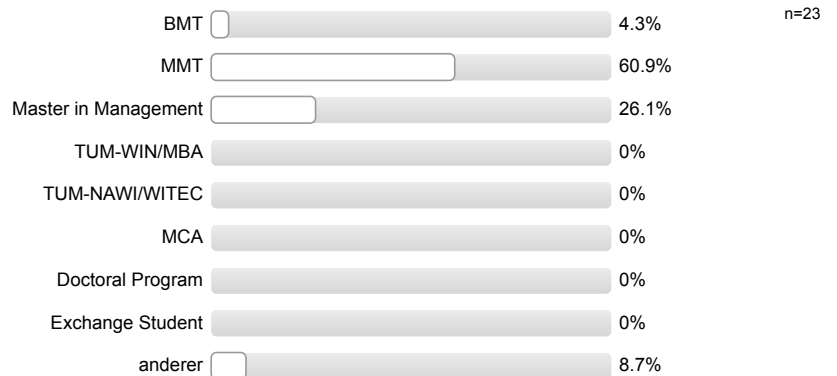 n=23
BMT 4.3%
MMT 60.9%
Master in Management 26.1%
TUM-WIN/MBA 0%
TUM-NAWI/WITEC 0%
MCA 0%
Doctoral Program 0%
Exchange Student 0%
anderer 8.7%